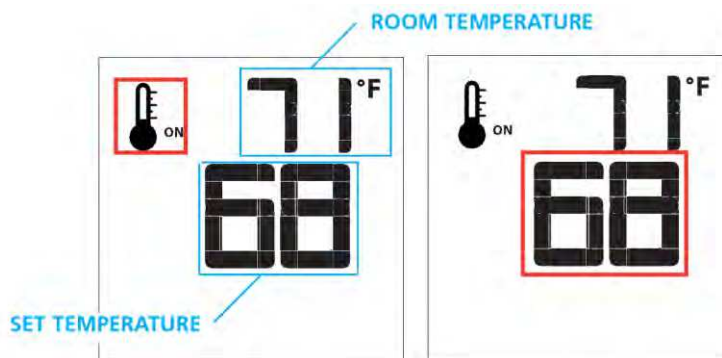 ROOM TEMPERATURE
71°F
ON
68
SET TEMPERATURE
71°F
ON
68